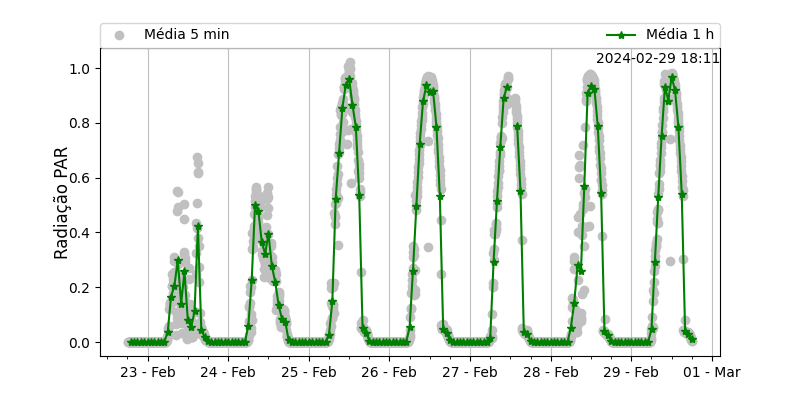 Média 5 min
Média 1 h
2024-02-29 18:11
Radiação PAR
1.0
0.8
0.6
0.4
0.2
0.0
23 - Feb
24 - Feb
25 - Feb
26 - Feb
27 - Feb
28 - Feb
29 - Feb
01 - Mar